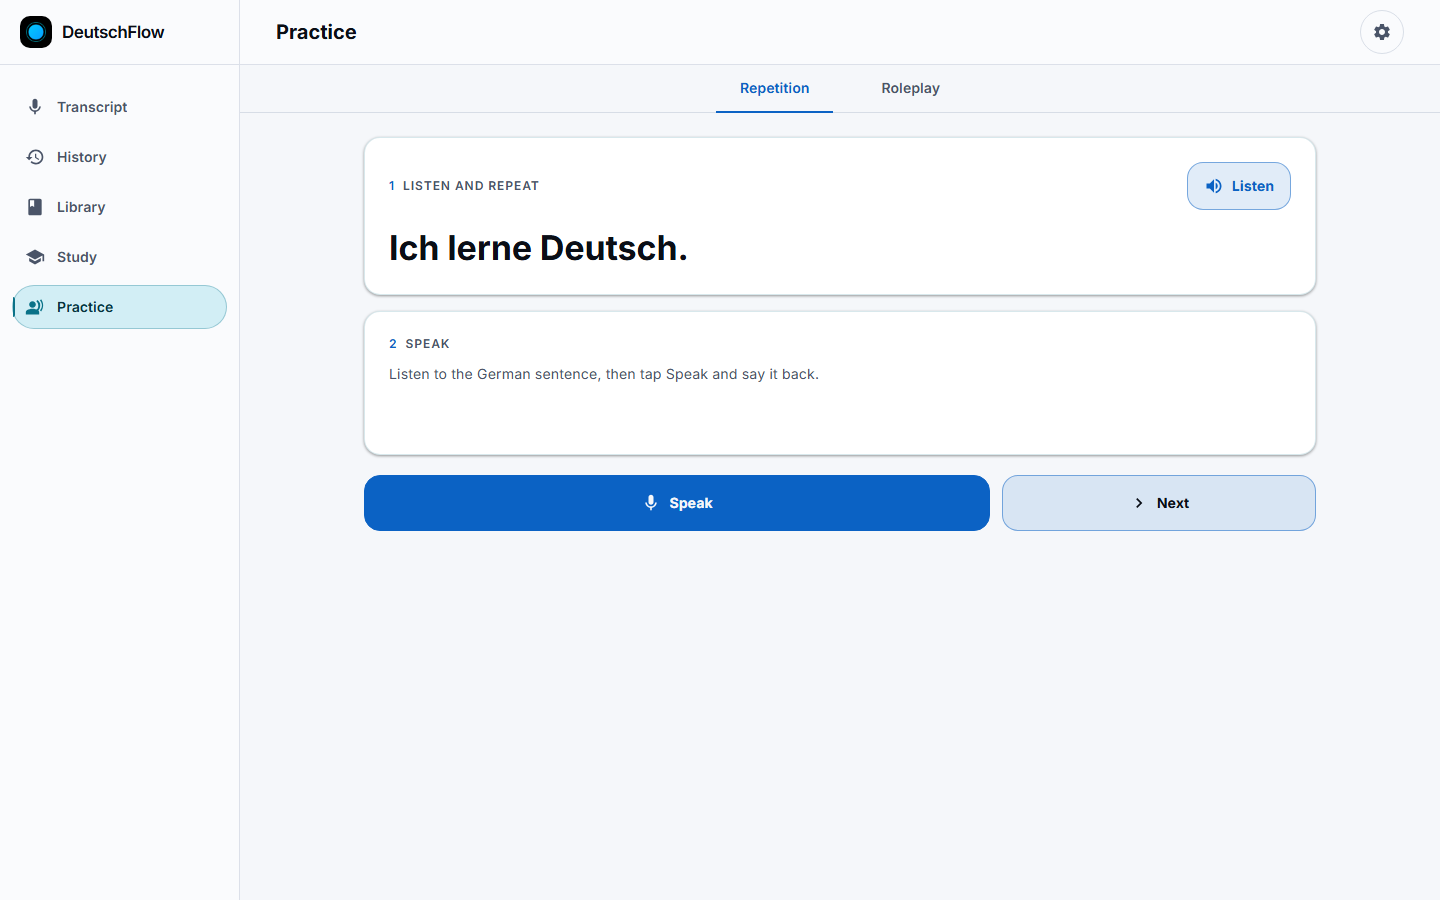 DeutschFlow
Practice
Transcript
History
Library
Study
Practice
Repetition
Roleplay
1 LISTEN AND REPEAT
Listen
Ich lerne Deutsch.
2 SPEAK
Listen to the German sentence, then tap Speak and say it back.
Speak
Next